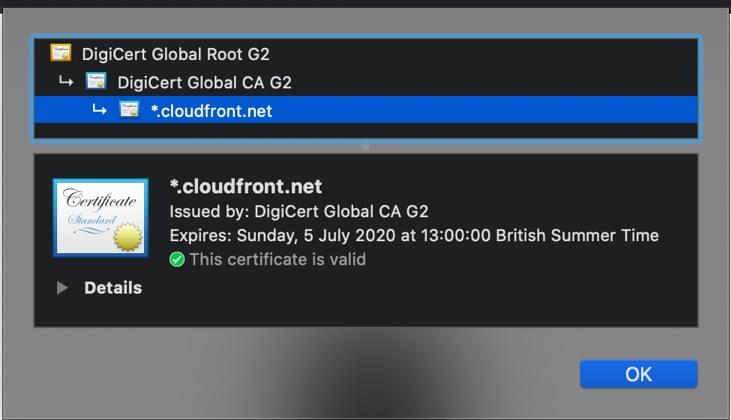 DigiCert Global Root G2
DigiCert Global CA G2
*.cloudfront.net
Certificate
Standard
*.cloudfront.net
Issued by: DigiCert Global CA G2
Expires: Sunday, 5 July 2020 at 13:00:00 British Summer Time
This certificate is valid
Details
OK